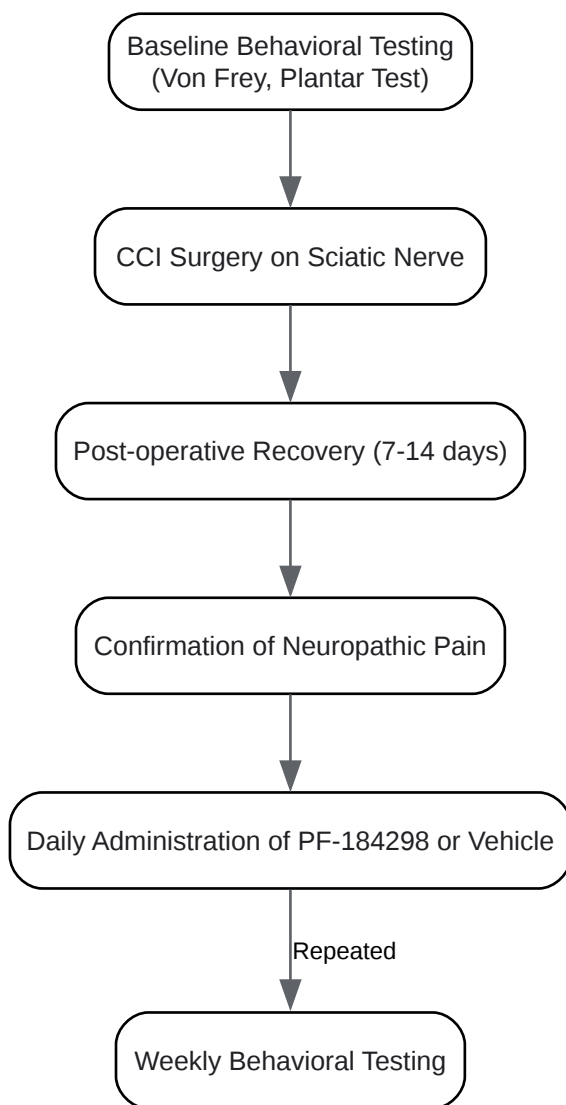 Baseline Behavioral Testing
(Von Frey, Plantar Test)
CCI Surgery on Sciatic Nerve
Post-operative Recovery (7-14 days)
Confirmation of Neuropathic Pain
Daily Administration of PF-184298 or Vehicle
Repeated
Weekly Behavioral Testing